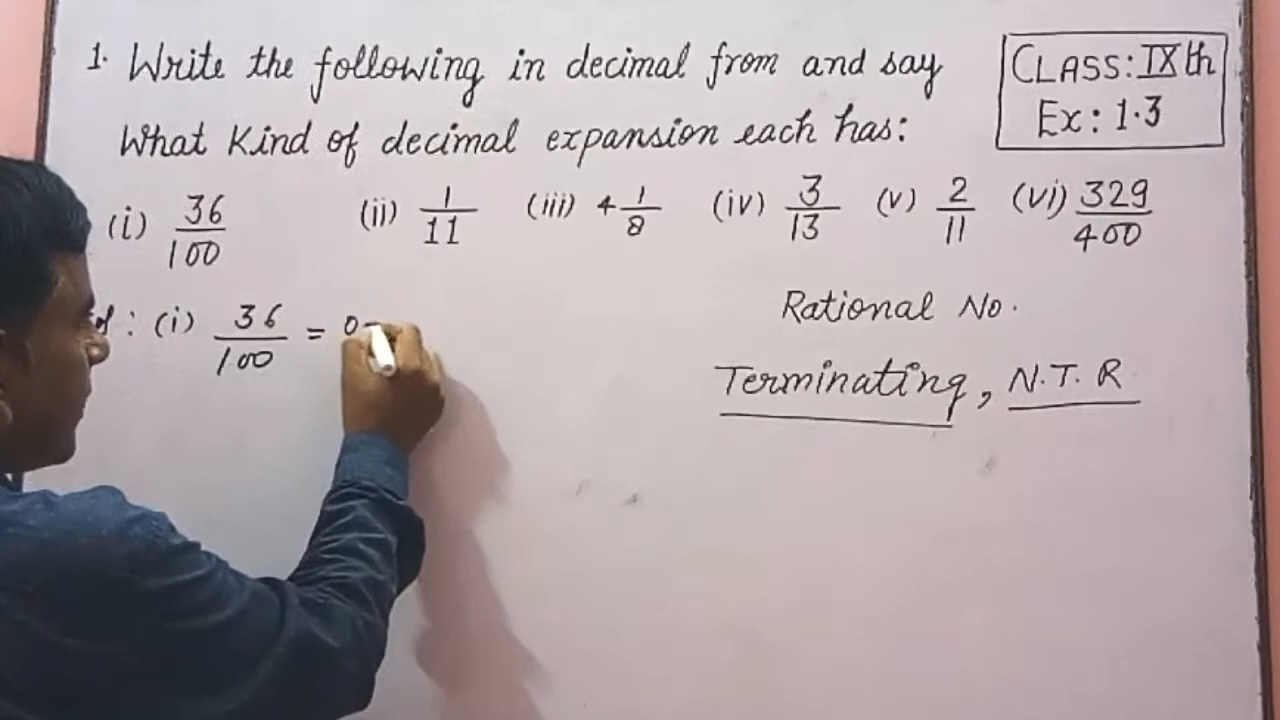 1. Write the following in decimal from and say
What Kind of decimal expansion each has:
CLASS: IXth
Ex: 1.3
(i) 36/100 (ii) 1/11 (iii) 4 1/8 (iv) 3/13 (v) 2/11 (vi) 329/400
: (i) 36/100 = 0
Rational No.
Terminating, N.T.R